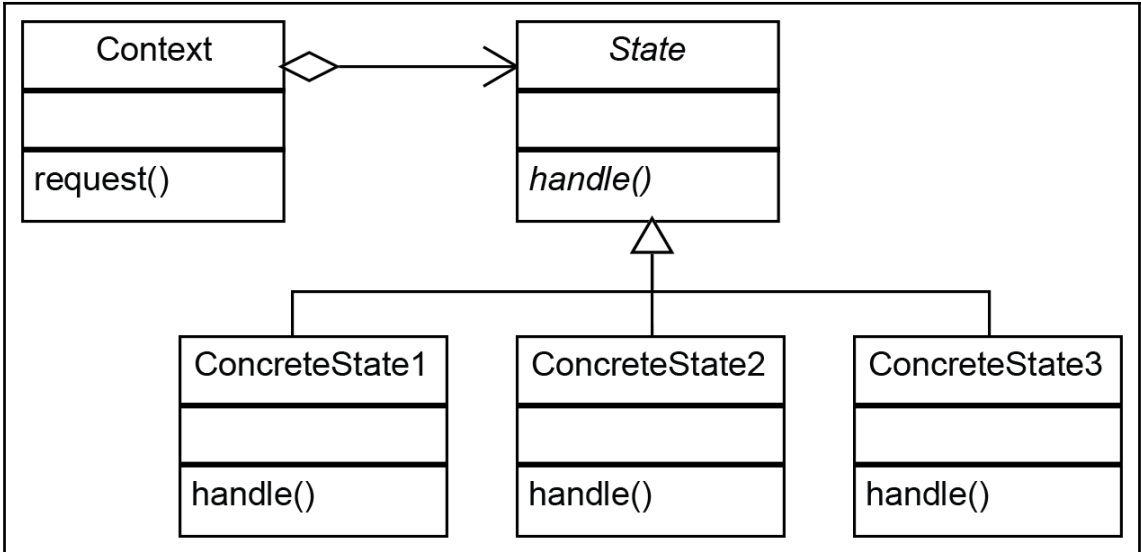 Context
State
request()
handle()
ConcreteState1
ConcreteState2
ConcreteState3
handle()
handle()
handle()